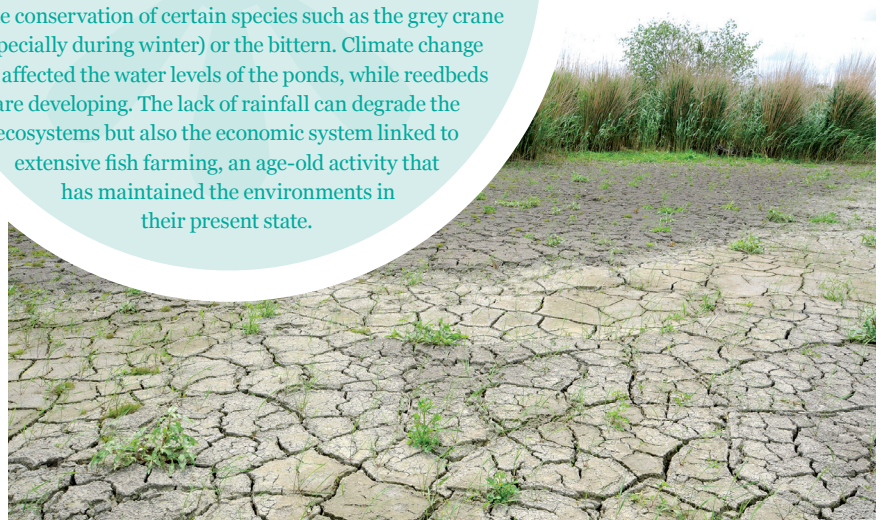 e conservation of certain species such as the grey crane
pecially during winter) or the bittern. Climate change
affected the water levels of the ponds, while reedbeds
are developing. The lack of rainfall can degrade the
ecosystems but also the economic system linked to
extensive fish farming, an age-old activity that
has maintained the environments in
their present state.